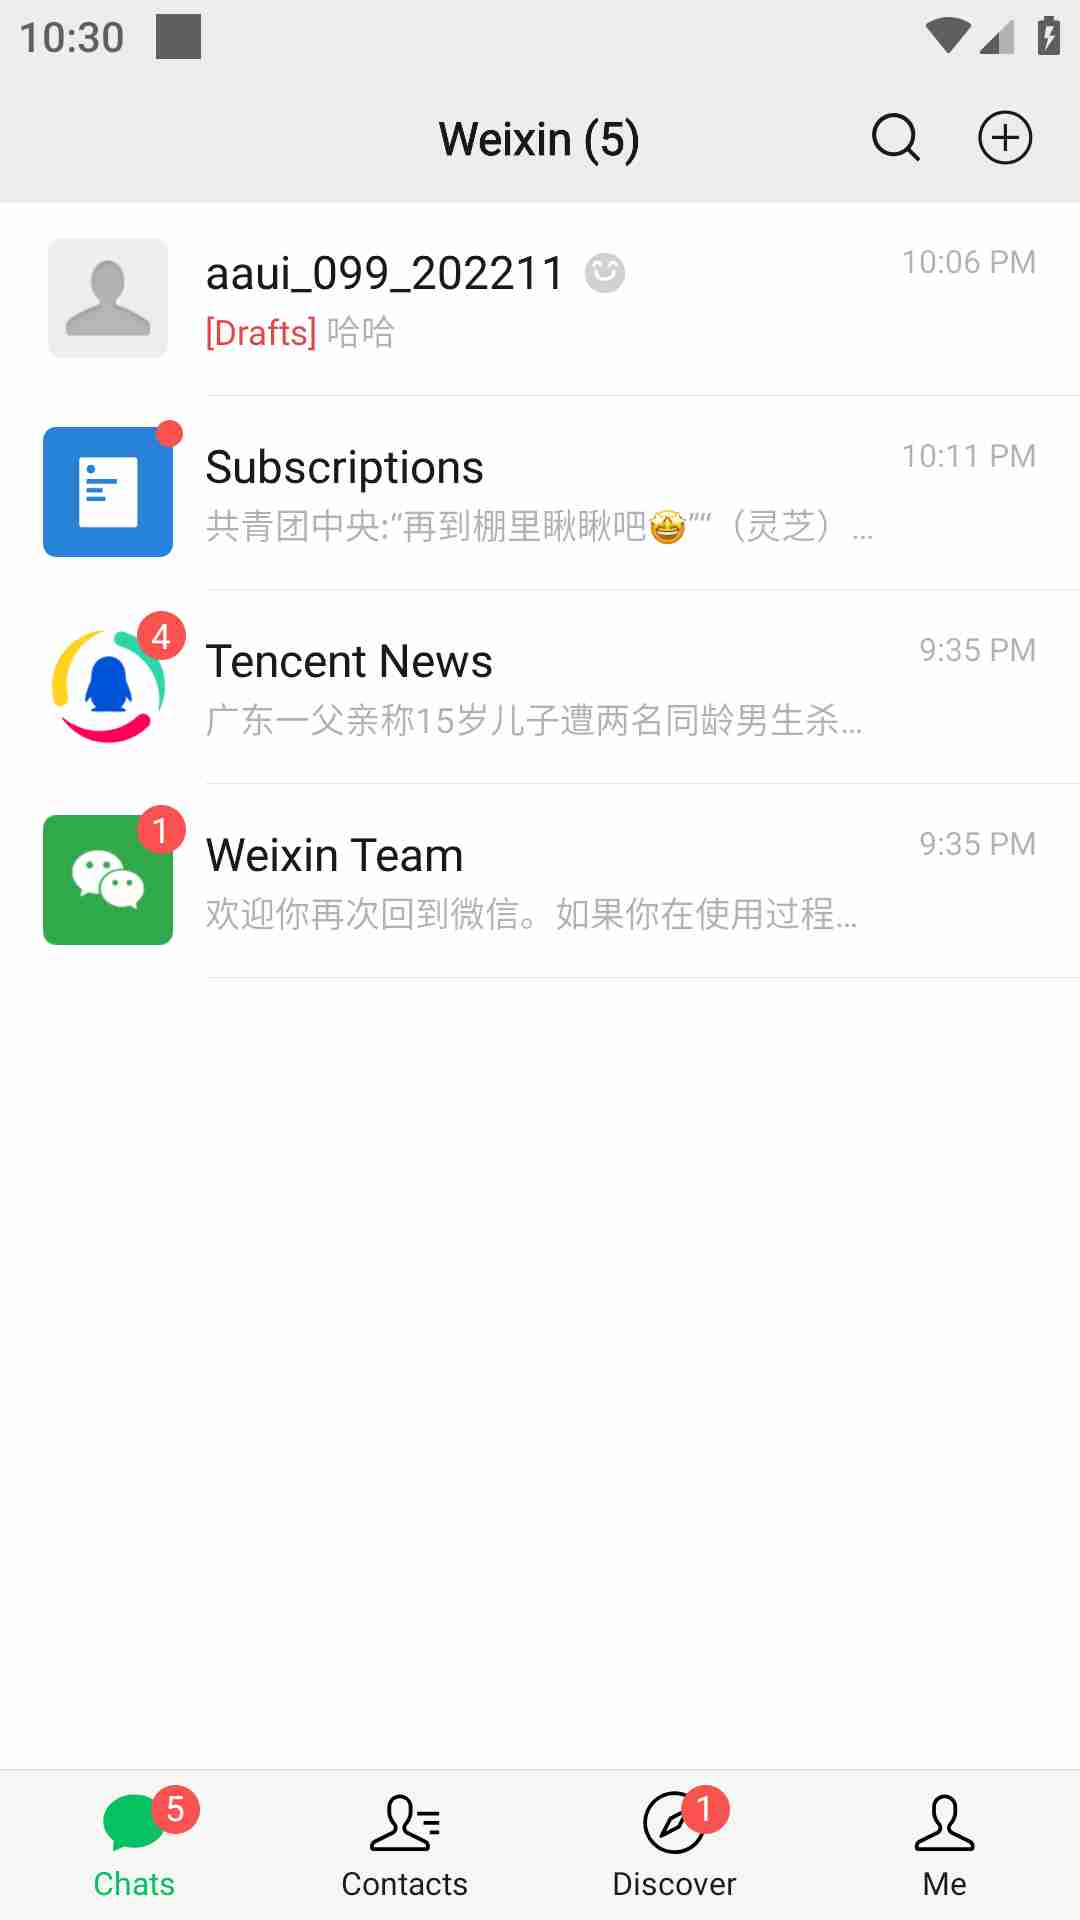 10:30
Weixin (5)
aaui_099_202211
10:06 PM
[Drafts] 哈哈
Subscriptions
10:11 PM
共青团中央:“再到棚里瞅瞅吧🤩”“（灵芝）...
4
Tencent News
9:35 PM
广东一父亲称15岁儿子遭两名同龄男生杀...
1
Weixin Team
9:35 PM
欢迎你再次回到微信。如果你在使用过程...
5
1
Chats
Contacts
Discover
Me